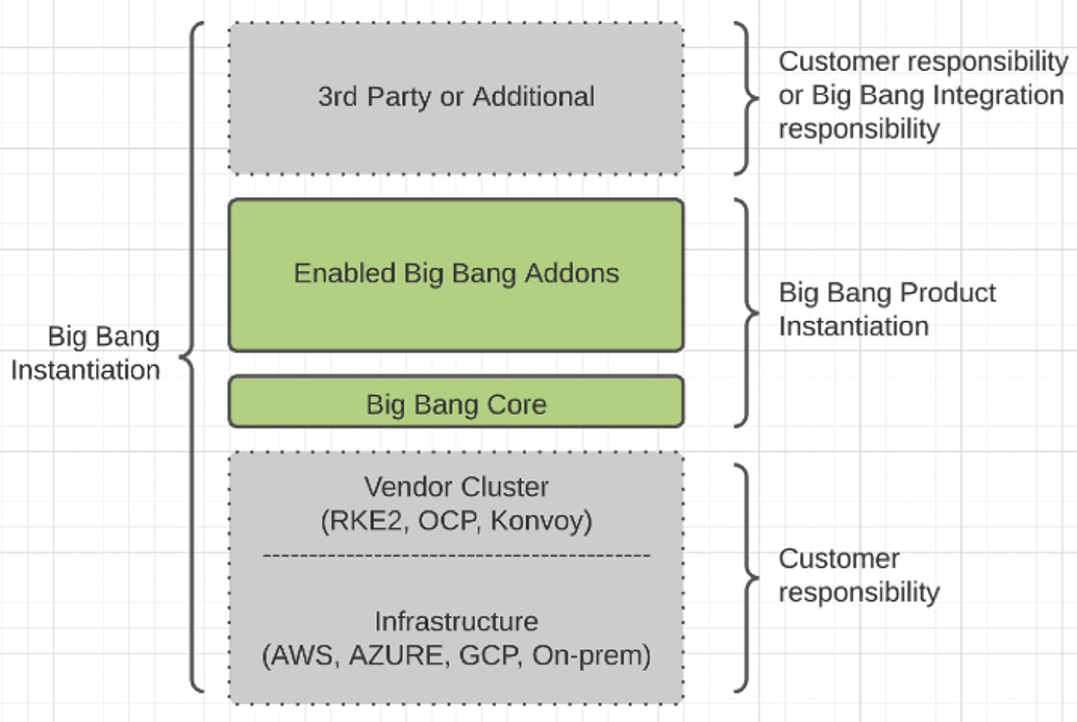 3rd Party or Additional
Customer responsibility
or Big Bang Integration
responsibility
Enabled Big Bang Addons
Big Bang Product
Instantiation
Big Bang
Instantiation
Big Bang Core
Vendor Cluster
(RKE2, OCP, Konvoy)
Infrastructure
(AWS, AZURE, GCP, On-prem)
Customer
responsibility